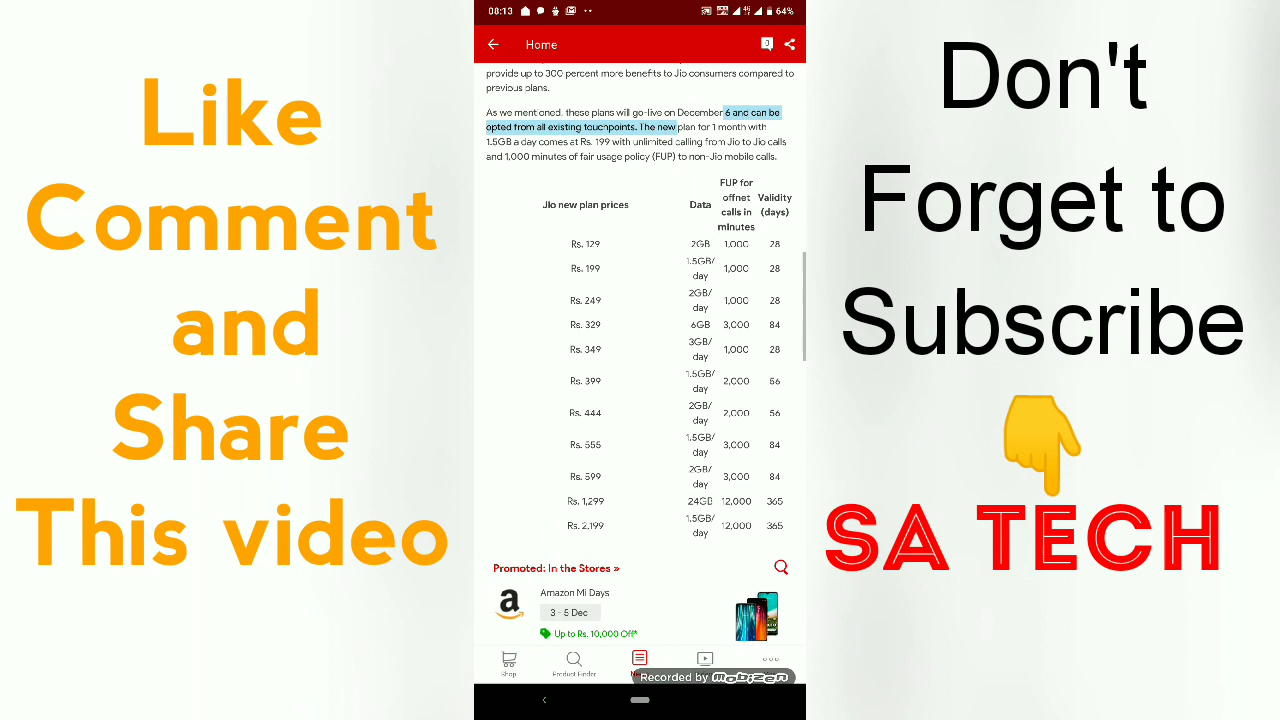 Like
Comment
and
Share
This video
08:13
64%
Home
provide up to 300 percent more benefits to Jio consumers compared to
previous plans.
As we mentioned, these plans will go-live on December 6 and can be
opted from all existing touchpoints. The new plan for 1 month with
1.5GB a day comes at Rs. 199 with unlimited calling from Jio to Jio calls
and 1,000 minutes of fair usage policy (FUP) to non-Jio mobile calls.
Jio new plan prices Data FUP for offnet calls in minutes Validity (days)
Rs. 129 2GB 1,000 28
Rs. 199 1.5GB/day 1,000 28
Rs. 249 2GB/day 1,000 28
Rs. 329 6GB 3,000 84
Rs. 349 3GB/day 1,000 28
Rs. 399 1.5GB/day 2,000 56
Rs. 444 2GB/day 2,000 56
Rs. 555 1.5GB/day 3,000 84
Rs. 599 2GB/day 3,000 84
Rs. 1,299 24GB 12,000 365
Rs. 2,199 1.5GB/day 12,000 365
Promoted: In the Stores »
Amazon Mi Days
3 - 5 Dec
Up to Rs. 10,000 Off*
Shop
Product Finder
Recorded by MOBIZEN
Don't
Forget to
Subscribe
SA TECH